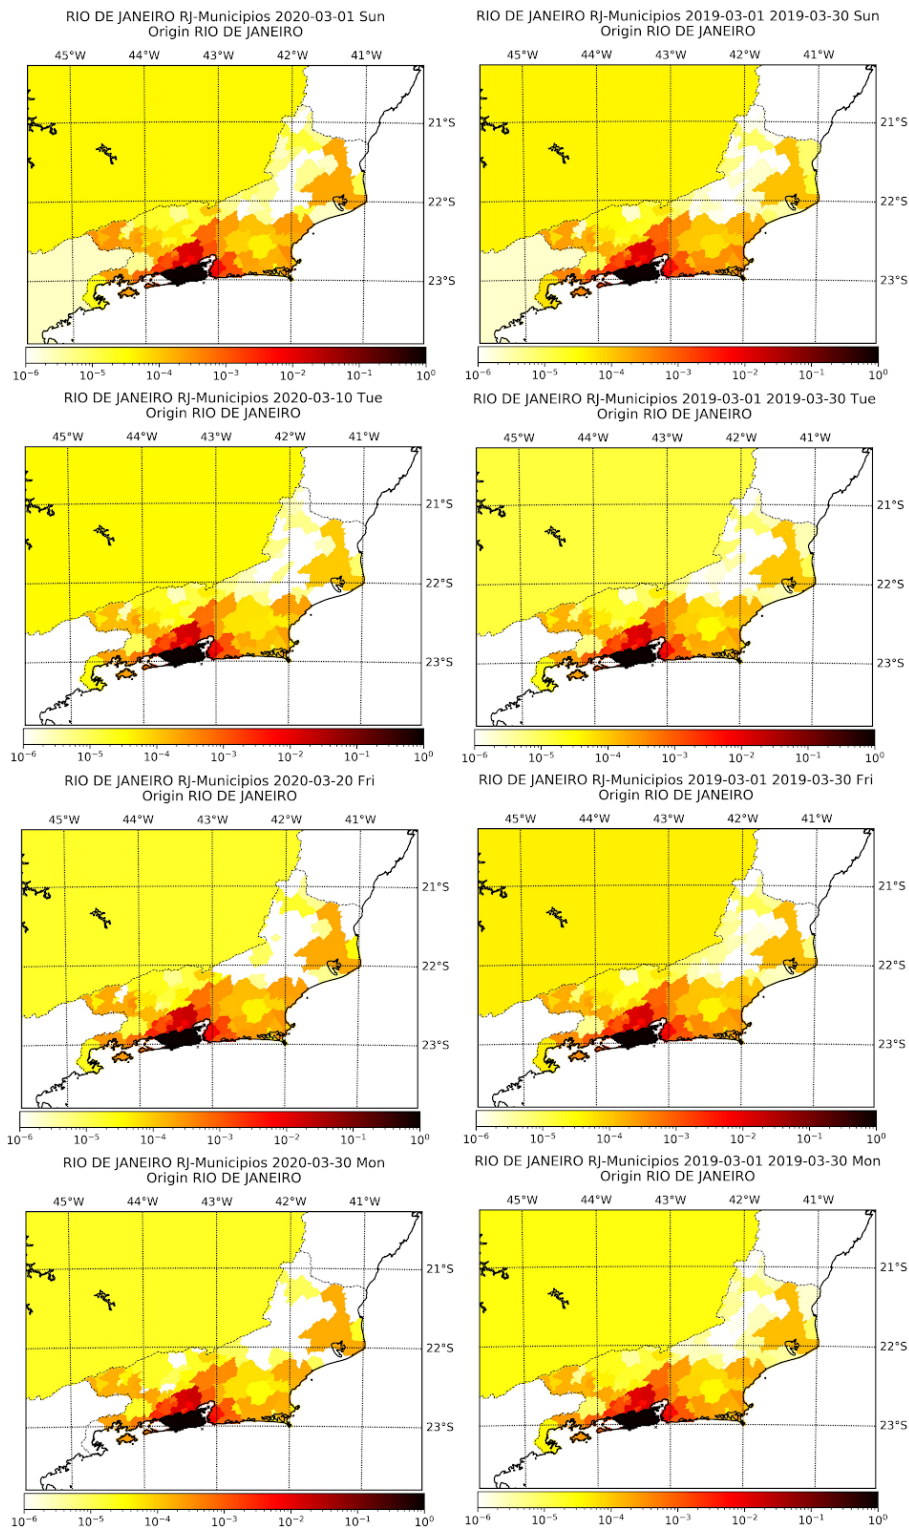 RIO DE JANEIRO RJ-Municipios 2020-03-01 Sun
Origin RIO DE JANEIRO
45°W 44°W 43°W 42°W 41°W
21°S
22°S
23°S
10⁻⁶ 10⁻⁵ 10⁻⁴ 10⁻³ 10⁻² 10⁻¹ 10⁰
RIO DE JANEIRO RJ-Municipios 2019-03-01 2019-03-30 Sun
Origin RIO DE JANEIRO
45°W 44°W 43°W 42°W 41°W
21°S
22°S
23°S
10⁻⁶ 10⁻⁵ 10⁻⁴ 10⁻³ 10⁻² 10⁻¹ 10⁰
RIO DE JANEIRO RJ-Municipios 2020-03-10 Tue
Origin RIO DE JANEIRO
45°W 44°W 43°W 42°W 41°W
21°S
22°S
23°S
10⁻⁶ 10⁻⁵ 10⁻⁴ 10⁻³ 10⁻² 10⁻¹ 10⁰
RIO DE JANEIRO RJ-Municipios 2019-03-01 2019-03-30 Tue
Origin RIO DE JANEIRO
45°W 44°W 43°W 42°W 41°W
21°S
22°S
23°S
10⁻⁶ 10⁻⁵ 10⁻⁴ 10⁻³ 10⁻² 10⁻¹ 10⁰
RIO DE JANEIRO RJ-Municipios 2020-03-20 Fri
Origin RIO DE JANEIRO
45°W 44°W 43°W 42°W 41°W
21°S
22°S
23°S
10⁻⁶ 10⁻⁵ 10⁻⁴ 10⁻³ 10⁻² 10⁻¹ 10⁰
RIO DE JANEIRO RJ-Municipios 2019-03-01 2019-03-30 Fri
Origin RIO DE JANEIRO
45°W 44°W 43°W 42°W 41°W
21°S
22°S
23°S
10⁻⁶ 10⁻⁵ 10⁻⁴ 10⁻³ 10⁻² 10⁻¹ 10⁰
RIO DE JANEIRO RJ-Municipios 2020-03-30 Mon
Origin RIO DE JANEIRO
45°W 44°W 43°W 42°W 41°W
21°S
22°S
23°S
10⁻⁶ 10⁻⁵ 10⁻⁴ 10⁻³ 10⁻² 10⁻¹ 10⁰
RIO DE JANEIRO RJ-Municipios 2019-03-01 2019-03-30 Mon
Origin RIO DE JANEIRO
45°W 44°W 43°W 42°W 41°W
21°S
22°S
23°S
10⁻⁶ 10⁻⁵ 10⁻⁴ 10⁻³ 10⁻² 10⁻¹ 10⁰